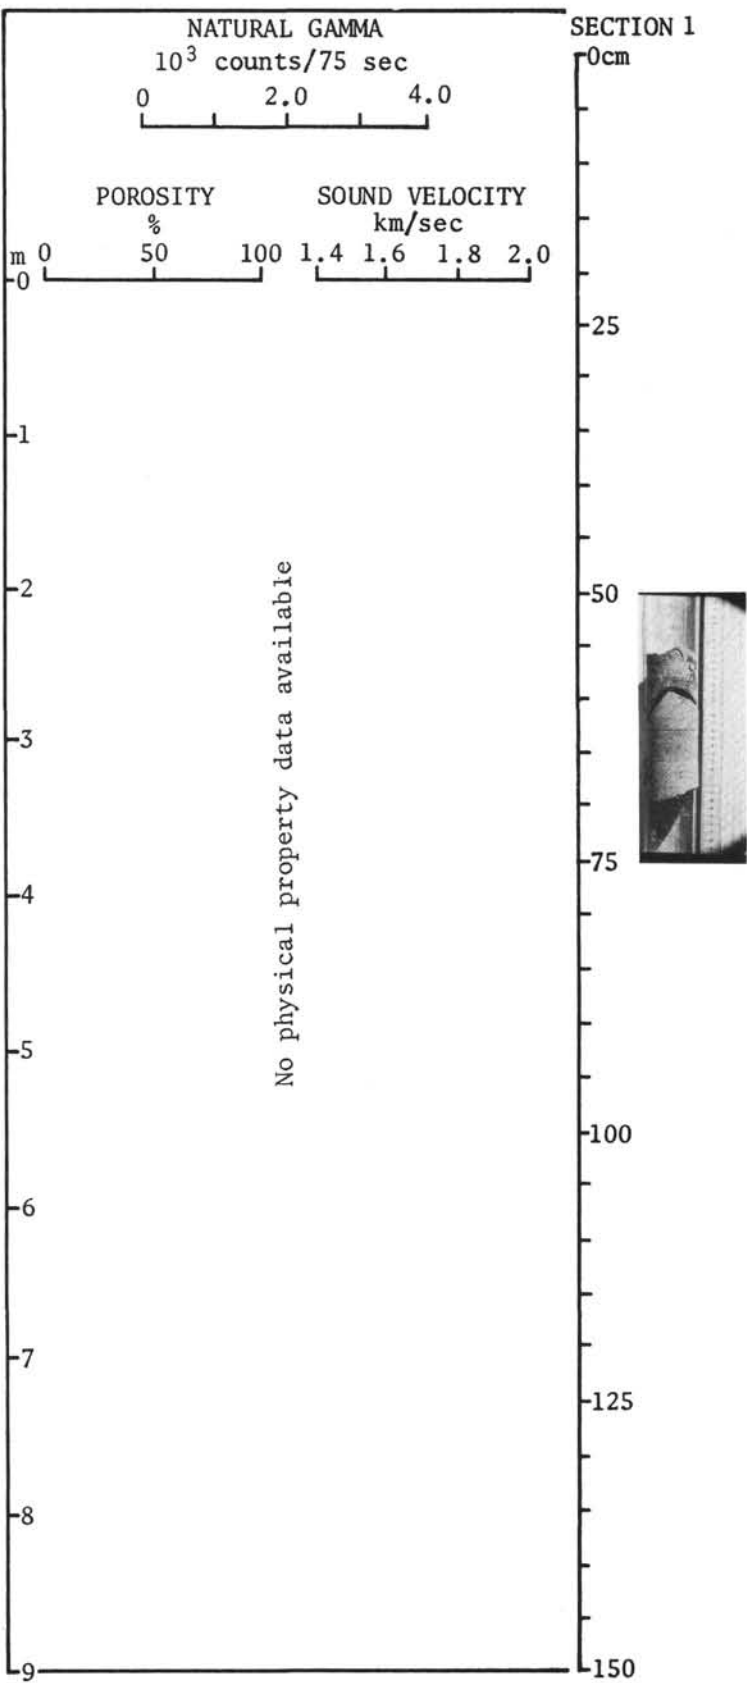 NATURAL GAMMA
10³ counts/75 sec
0 2.0 4.0
POROSITY
%
0 50 100
SOUND VELOCITY
km/sec
1.4 1.6 1.8 2.0
m
0
1
2
3
4
5
6
7
8
9
No physical property data available
SECTION 1
0cm
25
50
75
100
125
150